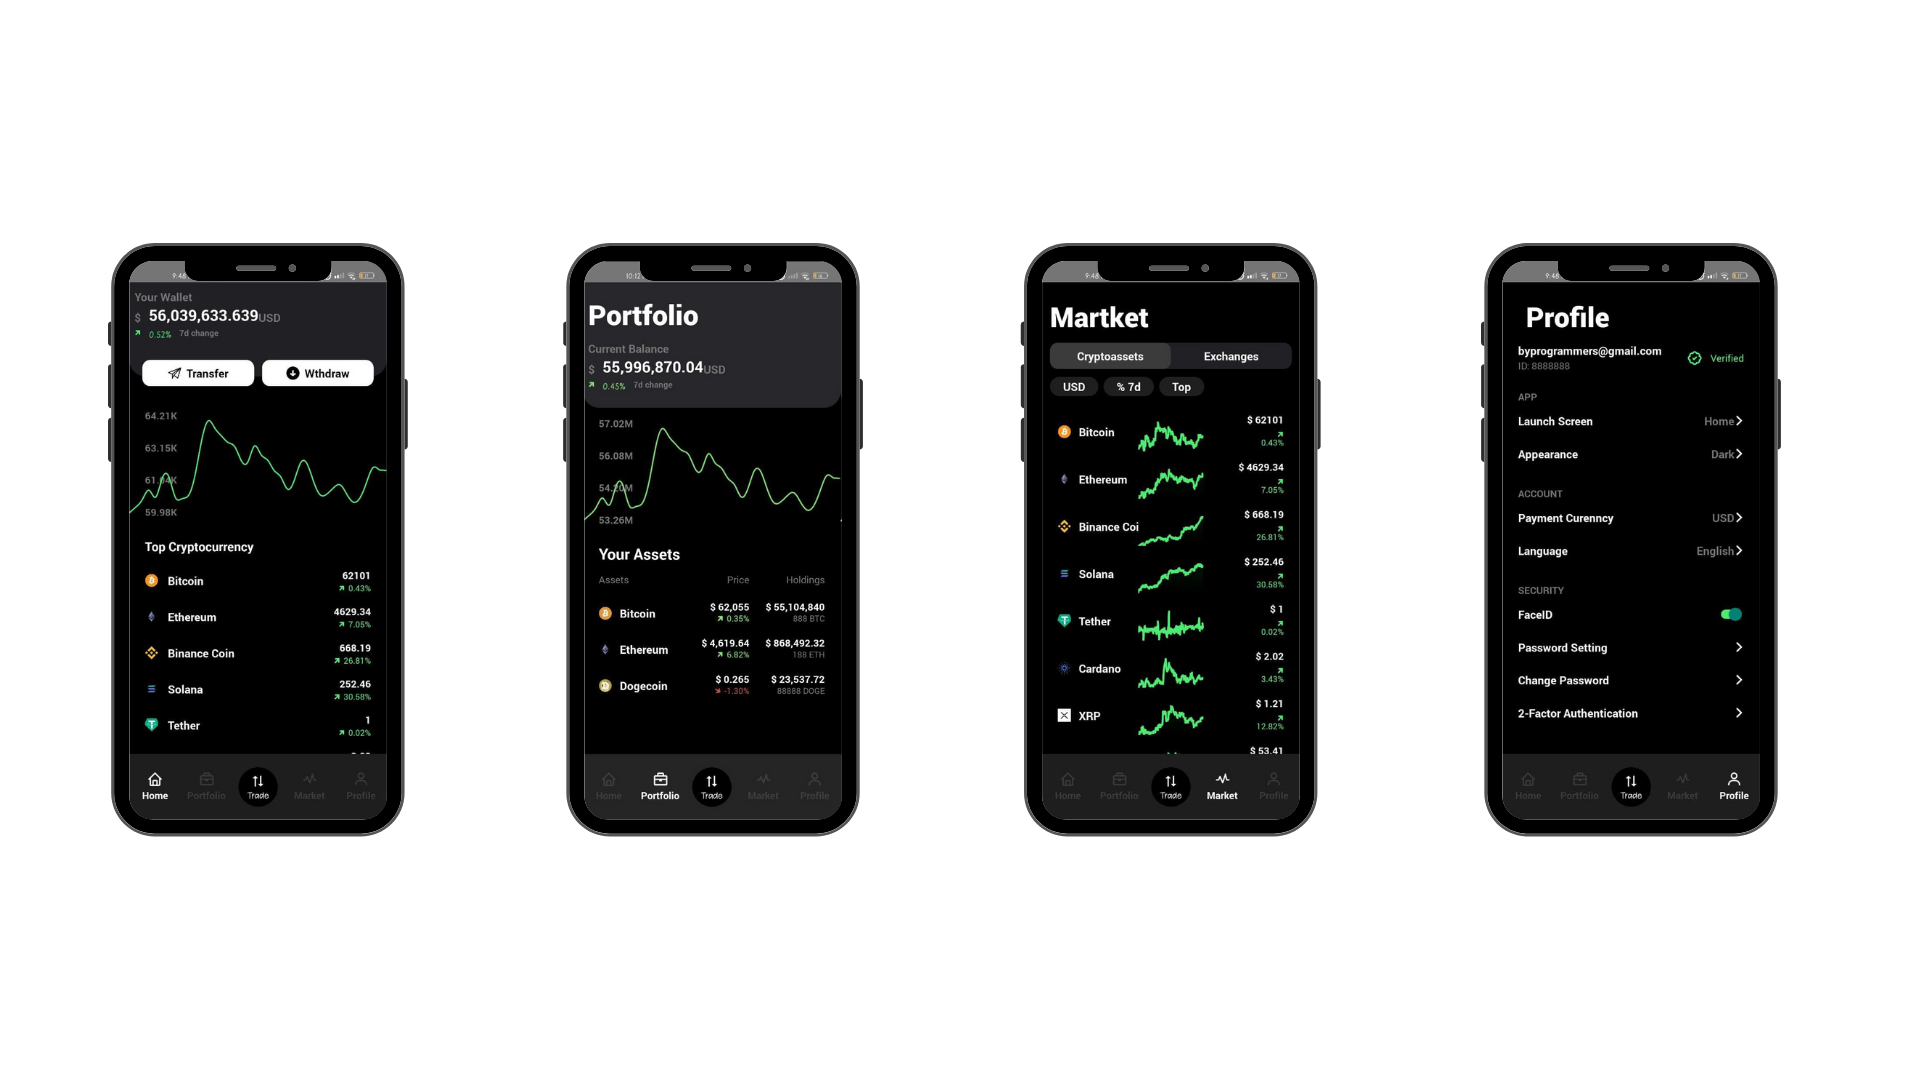 9:48
Your Wallet
$ 56,039,633.639USD
0.52% 7d change
Transfer
Wthdraw
64.21K
63.15K
61.04K
59.98K
Top Cryptocurrency
Bitcoin 62101
0.43%
Ethereum 4629.34
7.05%
Binance Coin 668.19
26.81%
Solana 252.46
30.58%
Tether 1
0.02%
Home Portfolio Trade Market Profile
10:12
Portfolio
Current Balance
$ 55,996,870.04USD
0.45% 7d change
57.02M
56.08M
54.20M
53.26M
Your Assets
Assets Price Holdings
Bitcoin $ 62,055 $ 55,104,840
0.35% 888 BTC
Ethereum $ 4,619.64 $ 868,492.32
6.82% 188 ETH
Dogecoin $ 0.265 $ 23,537.72
-1.30% 88888 DOGE
Home Portfolio Trade Market Profile
9:48
Martket
Cryptoassets Exchanges
USD % 7d Top
Bitcoin $ 62101
0.43%
Ethereum $ 4629.34
7.05%
Binance Coi $ 668.19
26.81%
Solana $ 252.46
30.58%
Tether $ 1
0.02%
Cardano $ 2.02
3.43%
XRP $ 1.21
12.82%
$ 53.41
Home Portfolio Trade Market Profile
9:48
Profile
byprogrammers@gmail.com
ID: 8888888
Verified
APP
Launch Screen Home
Appearance Dark
ACCOUNT
Payment Curenncy USD
Language English
SECURITY
FaceID
Password Setting
Change Password
2-Factor Authentication
Home Portfolio Trade Market Profile